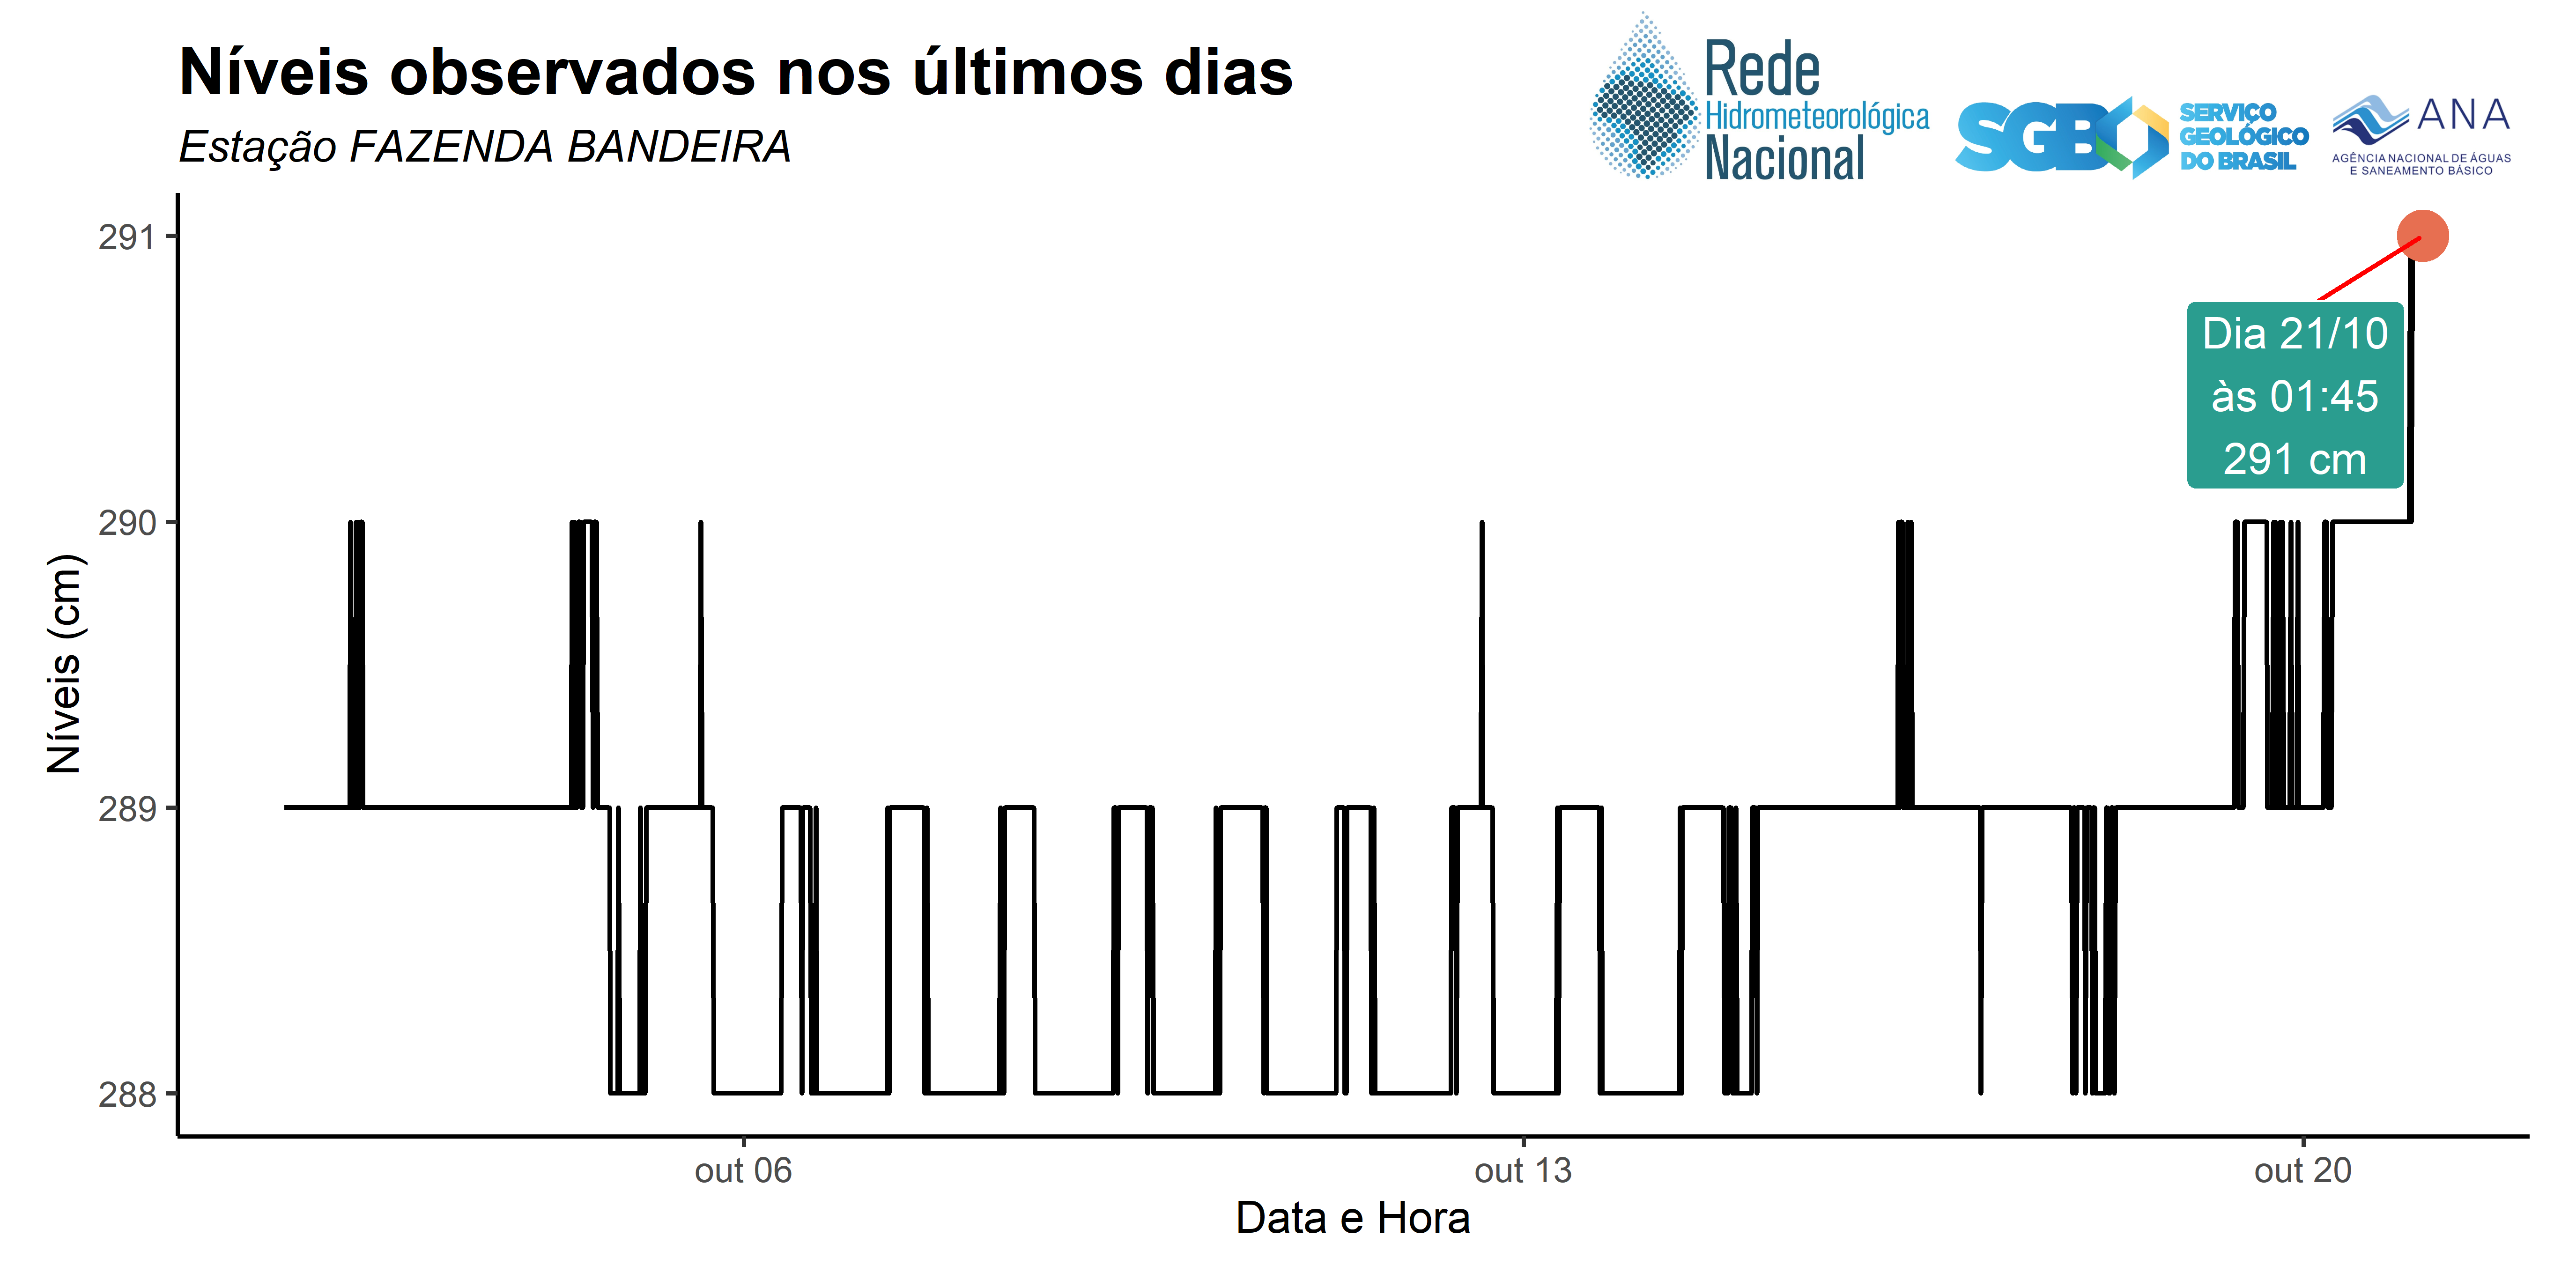 Níveis observados nos últimos dias
Estação FAZENDA BANDEIRA
Rede
Hidrometeorológica
Nacional
SGB
SERVIÇO
GEOLÓGICO
DO BRASIL
ANA
AGÊNCIA NACIONAL DE ÁGUAS
E SANEAMENTO BÁSICO
291
290
289
288
Níveis (cm)
Dia 21/10
às 01:45
291 cm
out 06
out 13
out 20
Data e Hora